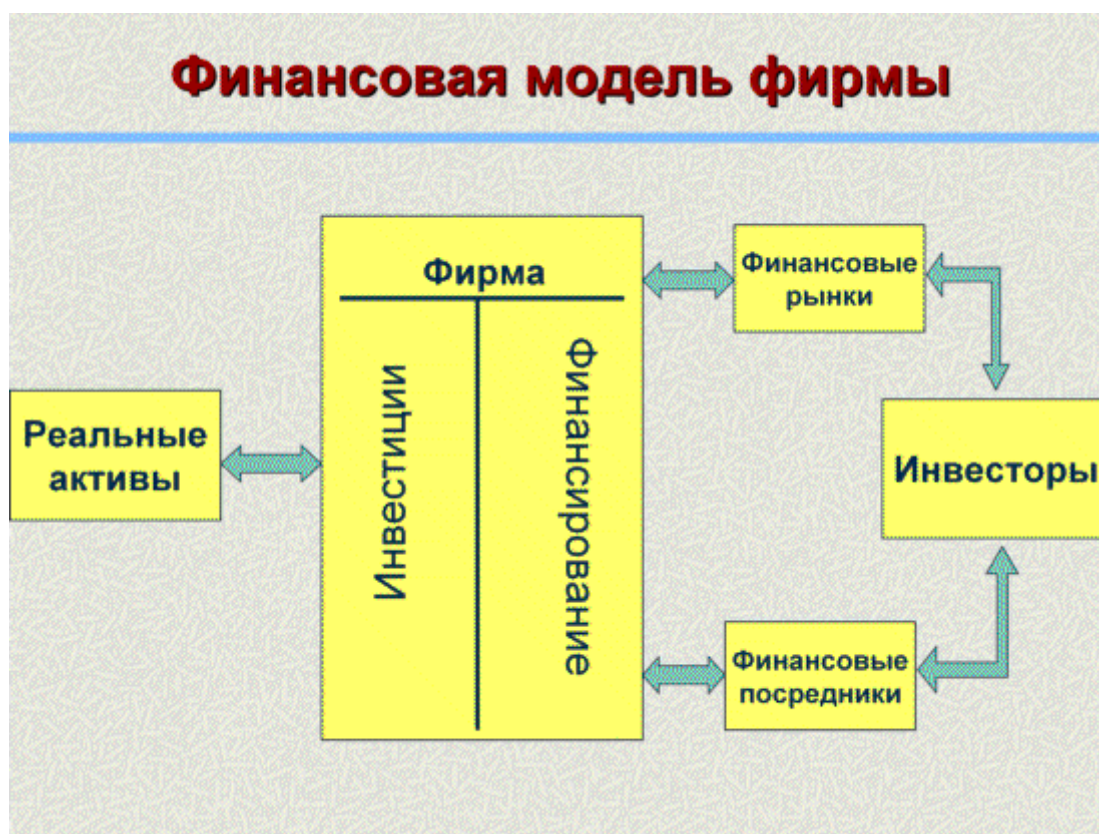 Финансовая модель фирмы
Фирма
Инвестиции
Финансирование
Реальные
активы
Финансовые
рынки
Инвесторы
Финансовые
посредники